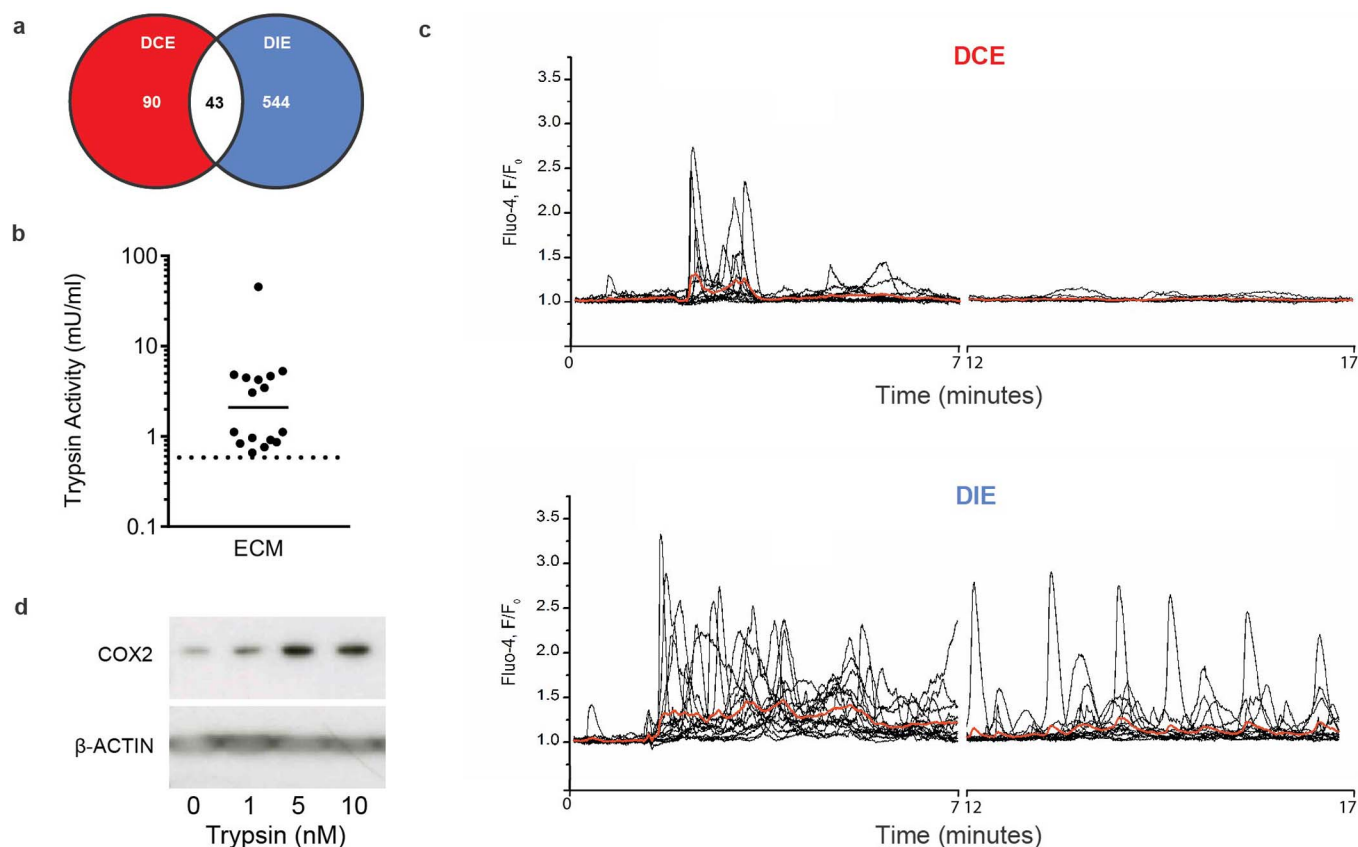 a
DCE
DIE
90
43
544
b
100
10
1
0.1
Trypsin Activity (mU/ml)
ECM
c
DCE
3.5
3.0
2.5
2.0
1.5
1.0
Fluo-4, F/F₀
0
7
12
17
Time (minutes)
DIE
3.5
3.0
2.5
2.0
1.5
1.0
Fluo-4, F/F₀
0
7
12
17
Time (minutes)
d
COX2
β-ACTIN
0 1 5 10
Trypsin (nM)